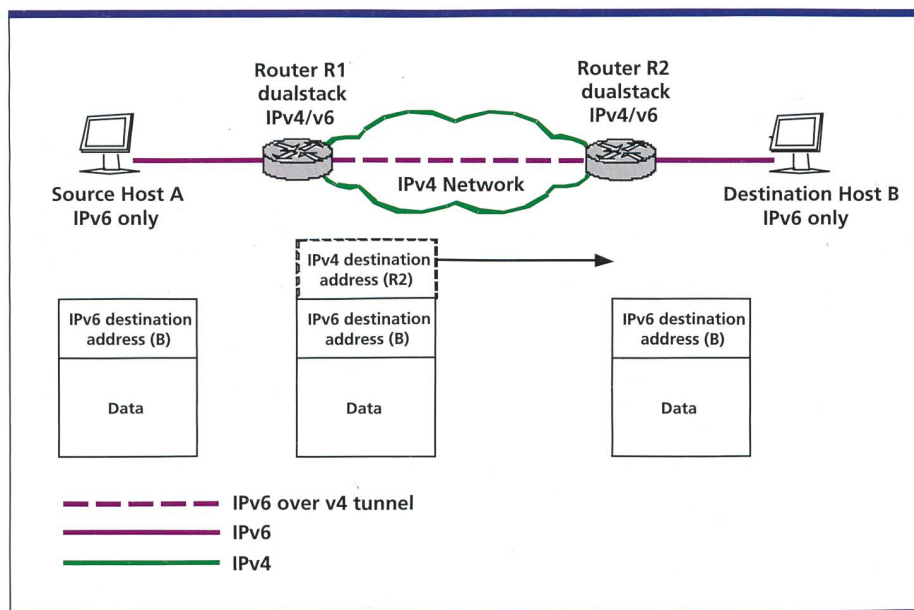 Router R1
dualstack
IPv4/v6
Router R2
dualstack
IPv4/v6
IPv4 Network
Source Host A
IPv6 only
Destination Host B
IPv6 only
IPv4 destination
address (R2)
IPv6 destination
address (B)
Data
IPv6 destination
address (B)
Data
IPv6 destination
address (B)
Data
IPv6 over v4 tunnel
IPv6
IPv4